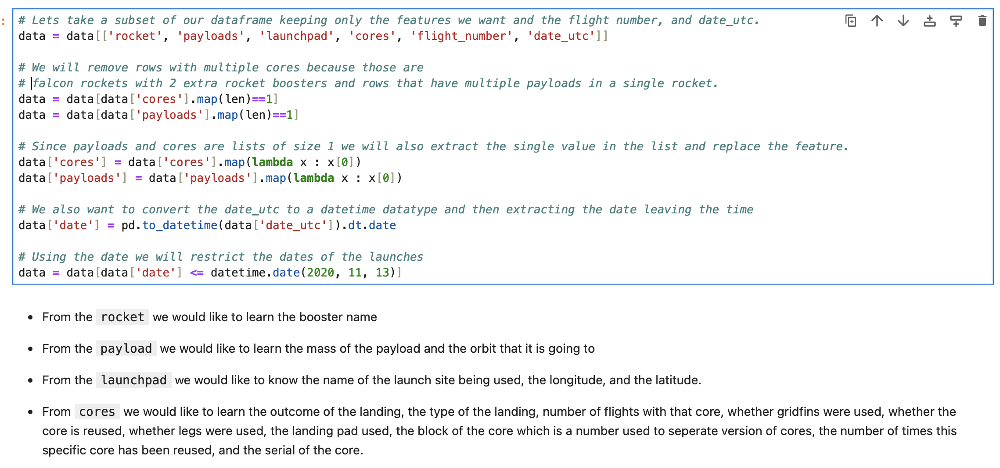 :
# Lets take a subset of our dataframe keeping only the features we want and the flight number, and date_utc.
data = data[['rocket', 'payloads', 'launchpad', 'cores', 'flight_number', 'date_utc']]
# We will remove rows with multiple cores because those are
# falcon rockets with 2 extra rocket boosters and rows that have multiple payloads in a single rocket.
data = data[data['cores'].map(len)==1]
data = data[data['payloads'].map(len)==1]
# Since payloads and cores are lists of size 1 we will also extract the single value in the list and replace the feature.
data['cores'] = data['cores'].map(lambda x : x[0])
data['payloads'] = data['payloads'].map(lambda x : x[0])
# We also want to convert the date_utc to a datetime datatype and then extracting the date leaving the time
data['date'] = pd.to_datetime(data['date_utc']).dt.date
# Using the date we will restrict the dates of the launches
data = data[data['date'] <= datetime.date(2020, 11, 13)]
• From the rocket we would like to learn the booster name
• From the payload we would like to learn the mass of the payload and the orbit that it is going to
• From the launchpad we would like to know the name of the launch site being used, the longitude, and the latitude.
• From cores we would like to learn the outcome of the landing, the type of the landing, number of flights with that core, whether gridfins were used, whether the
core is reused, whether legs were used, the landing pad used, the block of the core which is a number used to seperate version of cores, the number of times this
specific core has been reused, and the serial of the core.